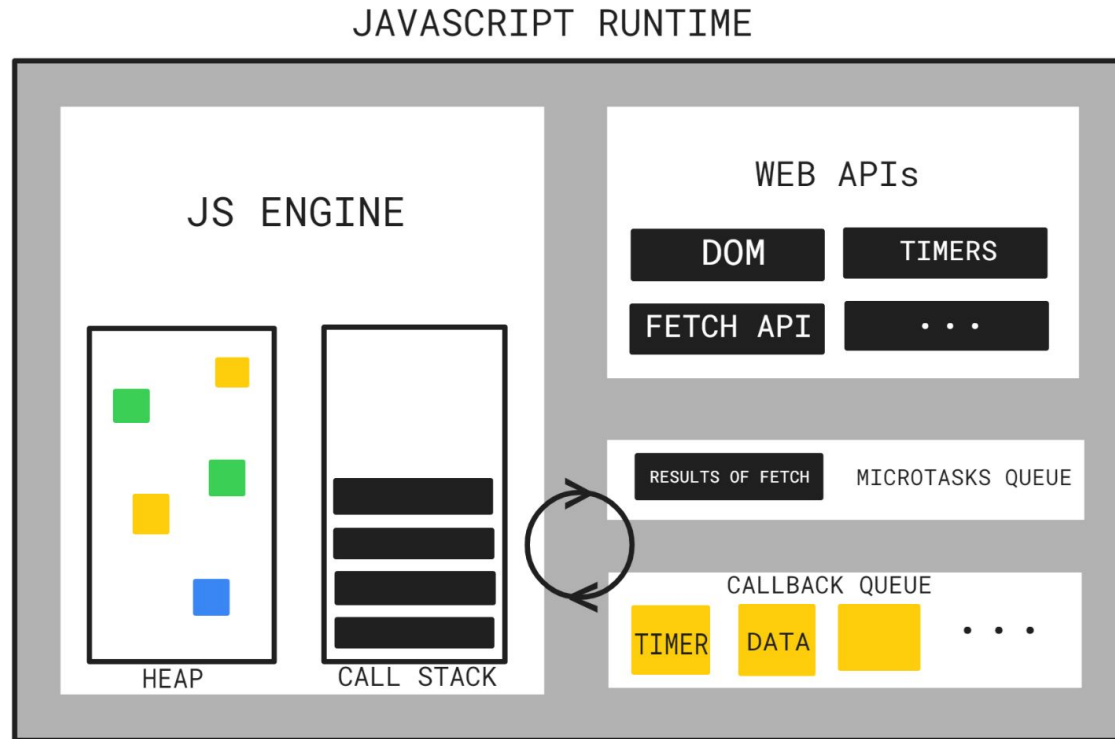 JAVASCRIPT RUNTIME
JS ENGINE
HEAP
CALL STACK
WEB APIs
DOM
TIMERS
FETCH API
• • •
RESULTS OF FETCH
MICROTASKS QUEUE
CALLBACK QUEUE
TIMER
DATA
• • •